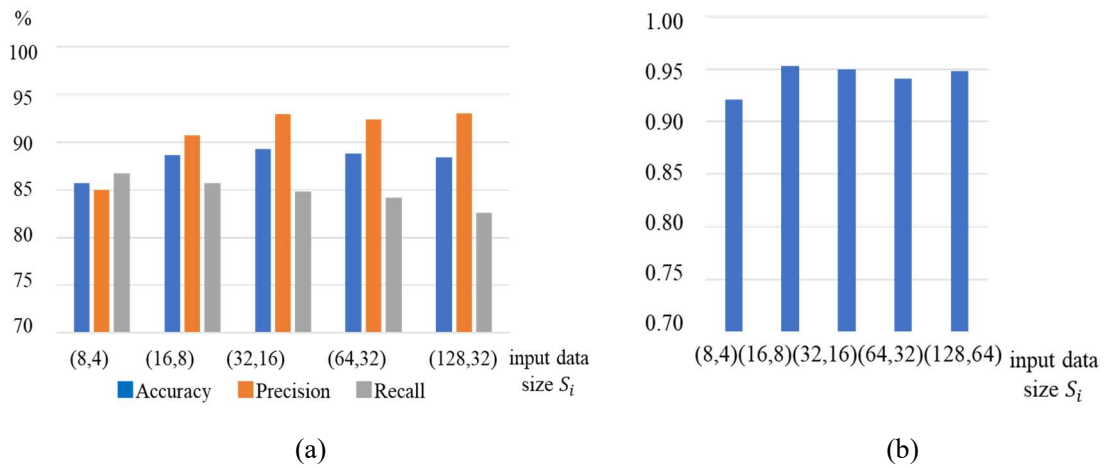 %
100
95
90
85
80
75
70
(8,4) (16,8) (32,16) (64,32) (128,32) input data
size S_i
Accuracy Precision Recall
(a)
1.00
0.95
0.90
0.85
0.80
0.75
0.70
(8,4)(16,8)(32,16)(64,32)(128,64) input data
size S_i
(b)